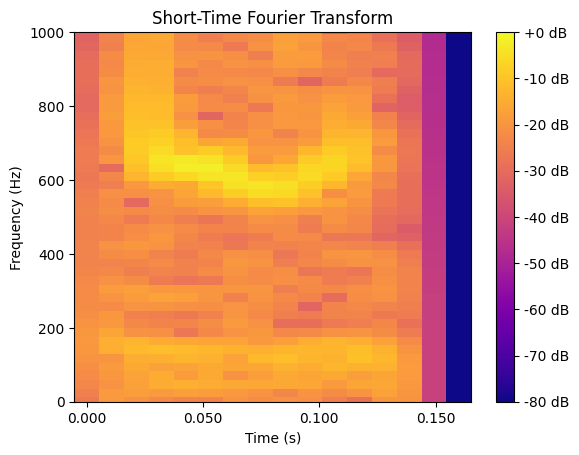 Short-Time Fourier Transform
1000
800
600
400
200
0
Frequency (Hz)
0.000
0.050
0.100
0.150
Time (s)
+0 dB
-10 dB
-20 dB
-30 dB
-40 dB
-50 dB
-60 dB
-70 dB
-80 dB